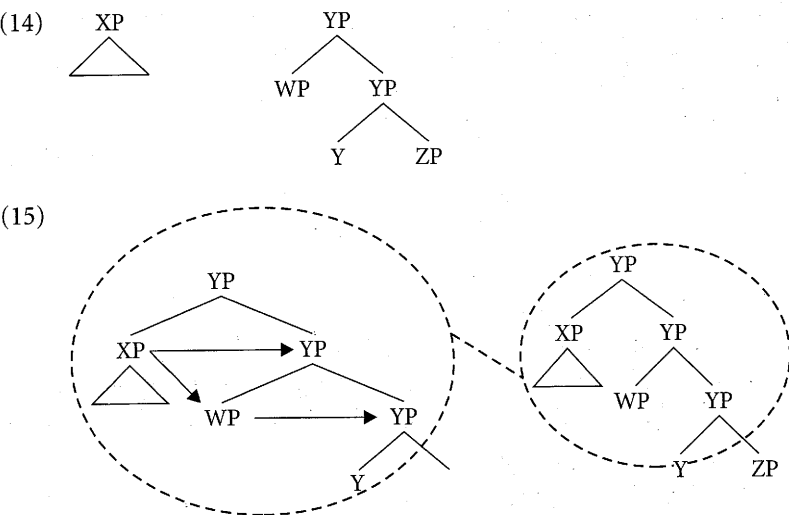 (14) XP YP
WP YP
Y ZP
(15)
YP YP
XP YP XP YP
WP YP WP YP
Y Y ZP